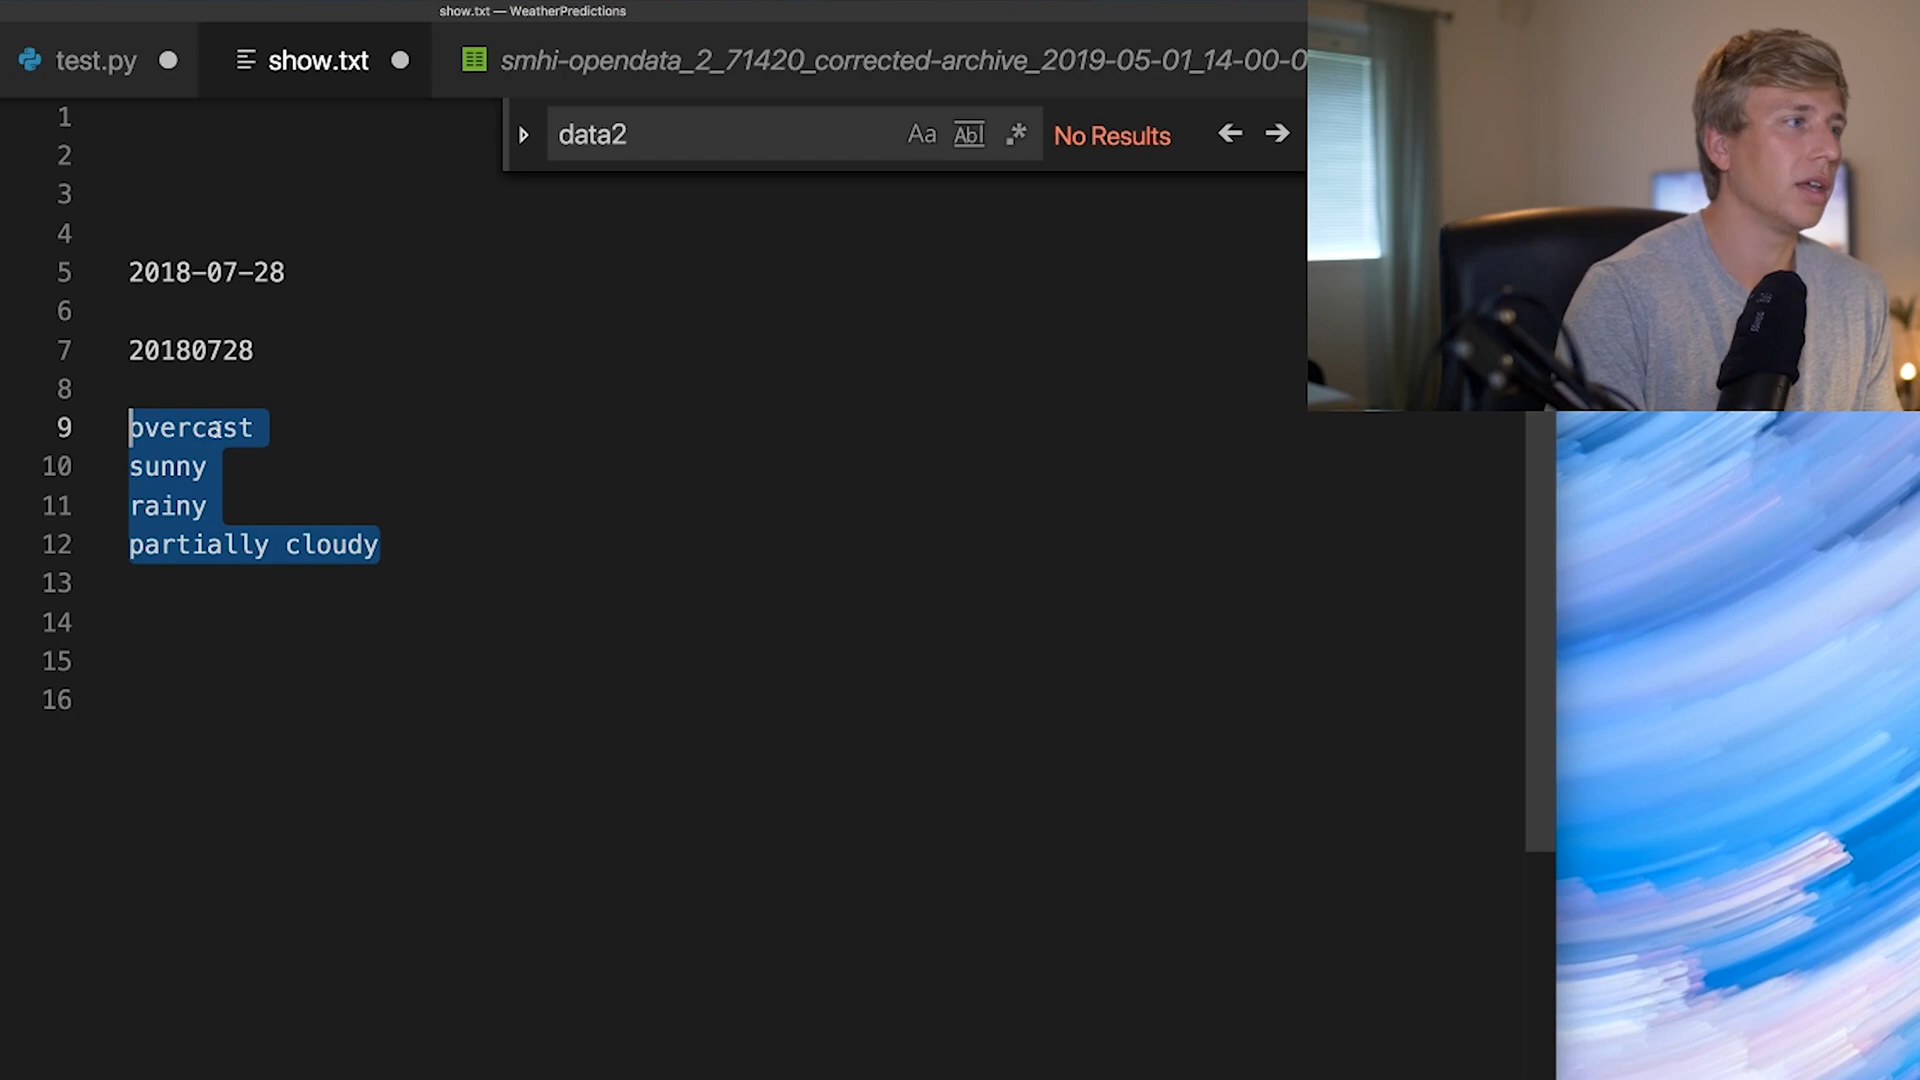 show.txt — WeatherPredictions
test.py
show.txt
smhi-opendata_2_71420_corrected-archive_2019-05-01_14-00-0
data2
Aa
Abl
.*
No Results
1
2
3
4
5 2018-07-28
6
7 20180728
8
9 overcast
10 sunny
11 rainy
12 partially cloudy
13
14
15
16